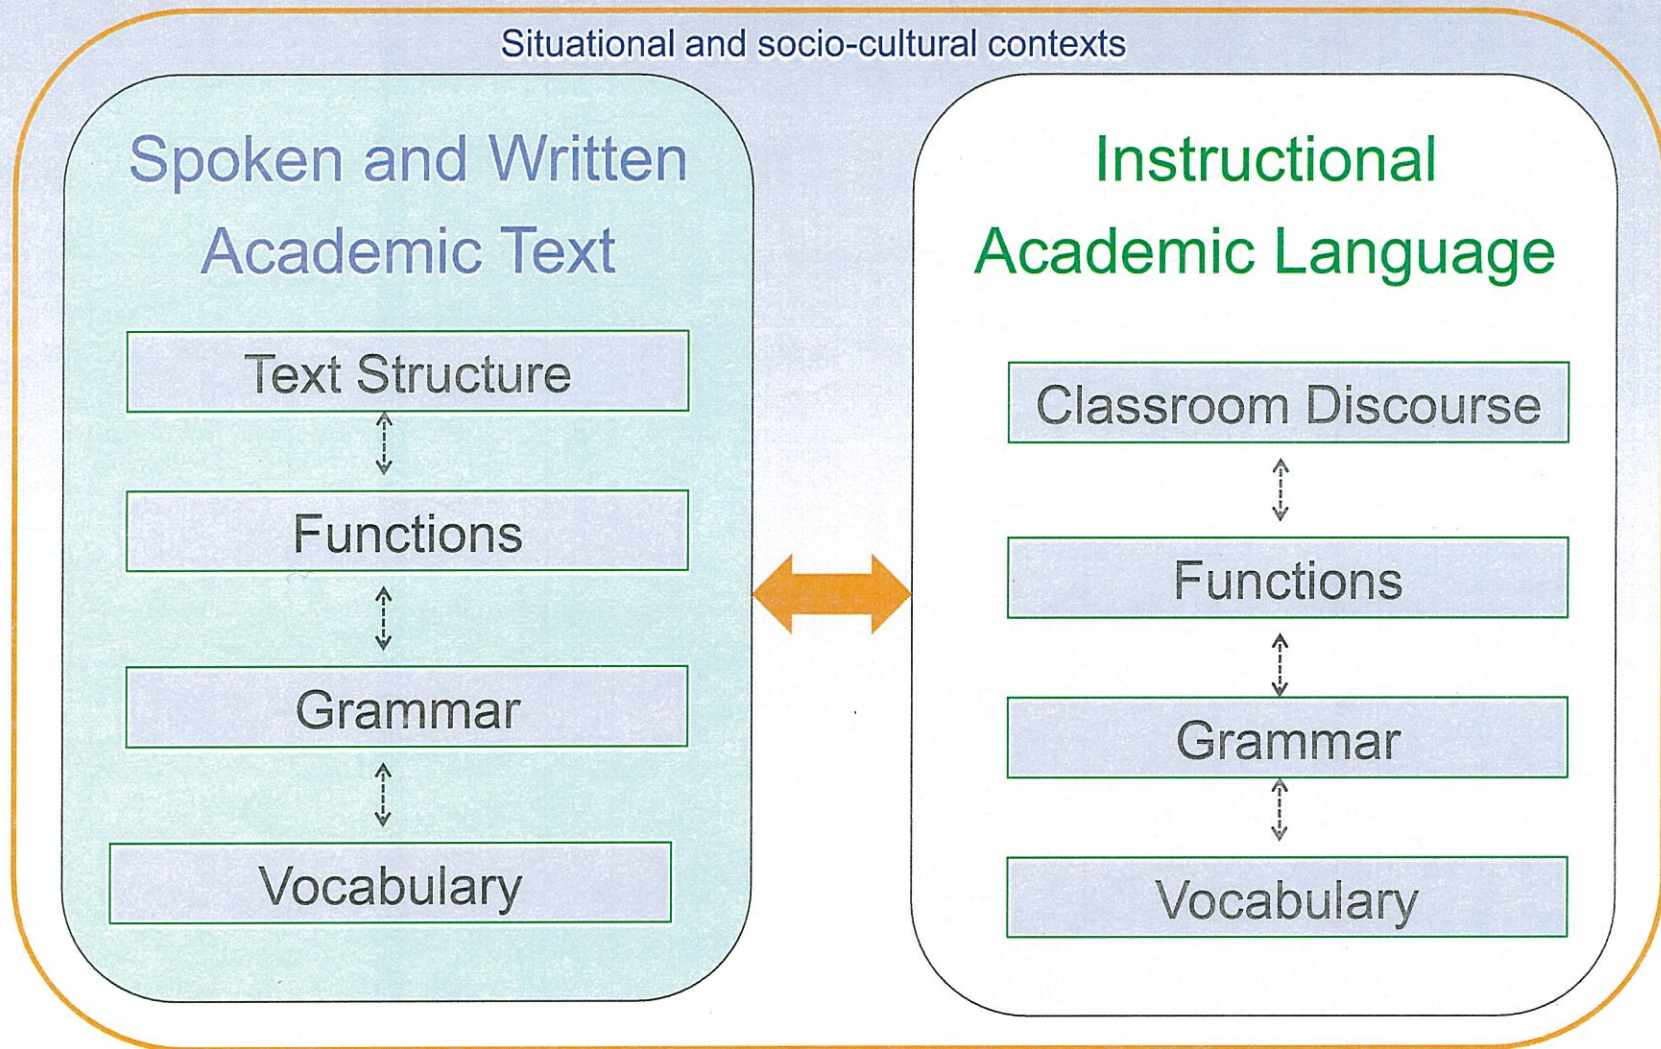 Situational and socio-cultural contexts
Spoken and Written
Academic Text
Text Structure
Functions
Grammar
Vocabulary
Instructional
Academic Language
Classroom Discourse
Functions
Grammar
Vocabulary